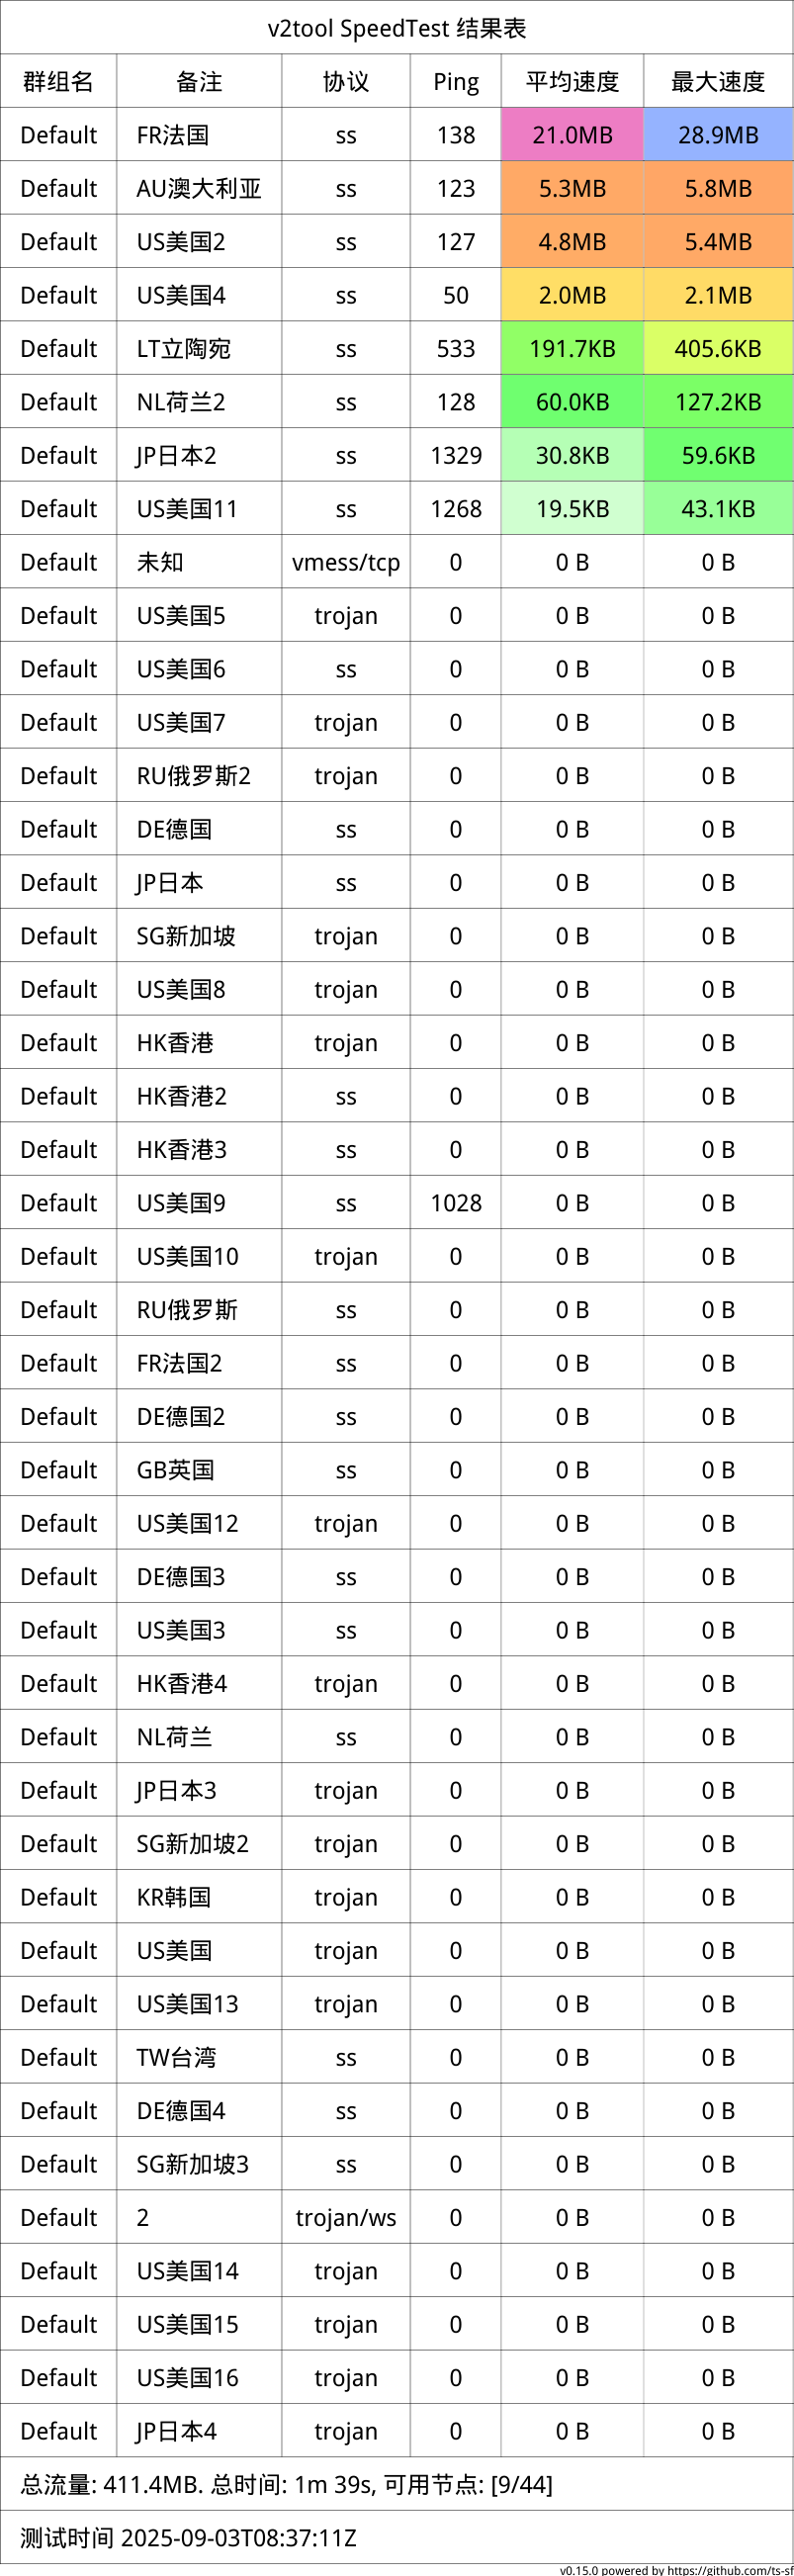 v2tool SpeedTest 结果表
群组名 备注 协议 Ping 平均速度 最大速度
Default FR法国 ss 138 21.0MB 28.9MB
Default AU澳大利亚 ss 123 5.3MB 5.8MB
Default US美国2 ss 127 4.8MB 5.4MB
Default US美国4 ss 50 2.0MB 2.1MB
Default LT立陶宛 ss 533 191.7KB 405.6KB
Default NL荷兰2 ss 128 60.0KB 127.2KB
Default JP日本2 ss 1329 30.8KB 59.6KB
Default US美国11 ss 1268 19.5KB 43.1KB
Default 未知 vmess/tcp 0 0 B 0 B
Default US美国5 trojan 0 0 B 0 B
Default US美国6 ss 0 0 B 0 B
Default US美国7 trojan 0 0 B 0 B
Default RU俄罗斯2 trojan 0 0 B 0 B
Default DE德国 ss 0 0 B 0 B
Default JP日本 ss 0 0 B 0 B
Default SG新加坡 trojan 0 0 B 0 B
Default US美国8 trojan 0 0 B 0 B
Default HK香港 trojan 0 0 B 0 B
Default HK香港2 ss 0 0 B 0 B
Default HK香港3 ss 0 0 B 0 B
Default US美国9 ss 1028 0 B 0 B
Default US美国10 trojan 0 0 B 0 B
Default RU俄罗斯 ss 0 0 B 0 B
Default FR法国2 ss 0 0 B 0 B
Default DE德国2 ss 0 0 B 0 B
Default GB英国 ss 0 0 B 0 B
Default US美国12 trojan 0 0 B 0 B
Default DE德国3 ss 0 0 B 0 B
Default US美国3 ss 0 0 B 0 B
Default HK香港4 trojan 0 0 B 0 B
Default NL荷兰 ss 0 0 B 0 B
Default JP日本3 trojan 0 0 B 0 B
Default SG新加坡2 trojan 0 0 B 0 B
Default KR韩国 trojan 0 0 B 0 B
Default US美国 trojan 0 0 B 0 B
Default US美国13 trojan 0 0 B 0 B
Default TW台湾 ss 0 0 B 0 B
Default DE德国4 ss 0 0 B 0 B
Default SG新加坡3 ss 0 0 B 0 B
Default 2 trojan/ws 0 0 B 0 B
Default US美国14 trojan 0 0 B 0 B
Default US美国15 trojan 0 0 B 0 B
Default US美国16 trojan 0 0 B 0 B
Default JP日本4 trojan 0 0 B 0 B
总流量: 411.4MB. 总时间: 1m 39s, 可用节点: [9/44]
测试时间 2025-09-03T08:37:11Z
v0.15.0 powered by https://github.com/ts-sf